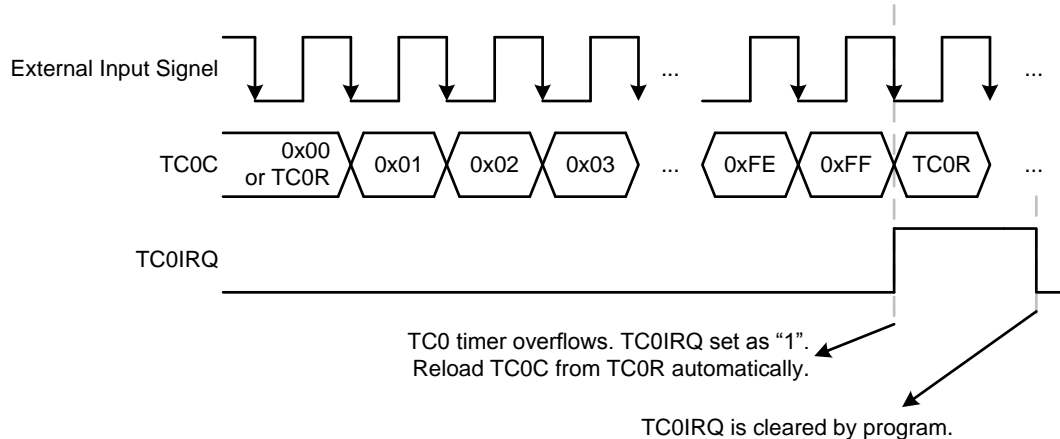 External Input Signel
...
...
TC0C
0x00
or TC0R
0x01
0x02
0x03
...
0xFE
0xFF
TC0R
...
TC0IRQ
TC0 timer overflows. TC0IRQ set as “1”.
Reload TC0C from TC0R automatically.
TC0IRQ is cleared by program.